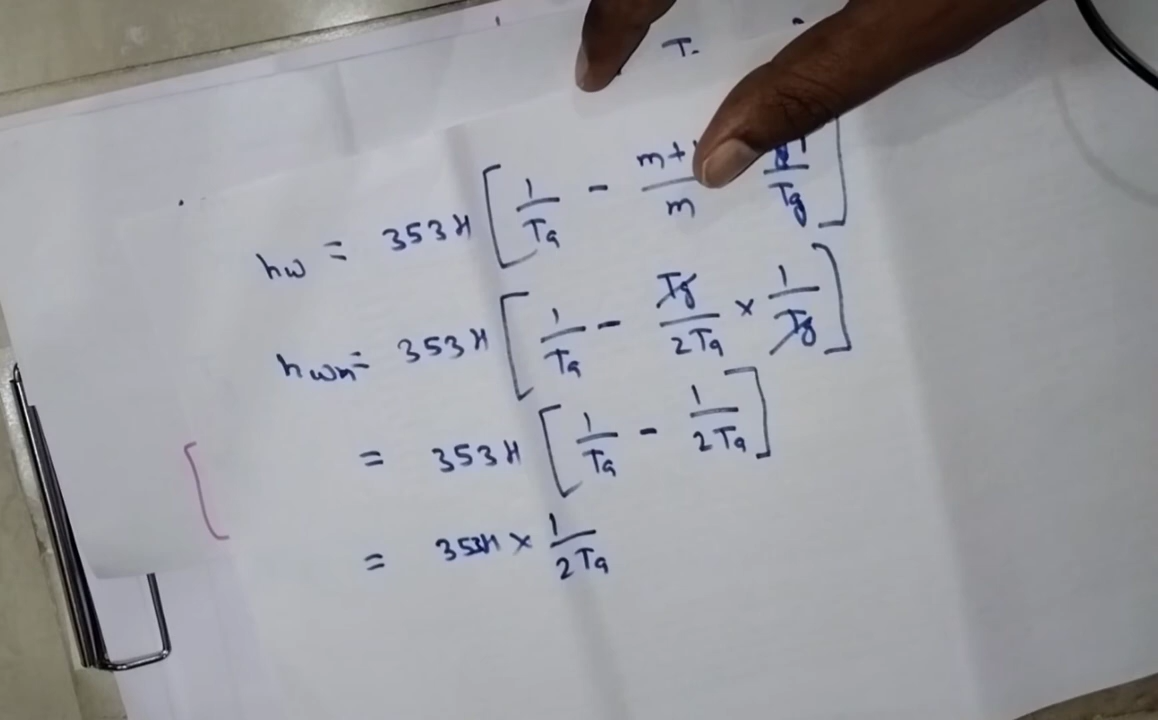 T
hw = 353H [ 1/Ta - m+/m 1/Tg ]
hwm = 353H [ 1/Ta - Tg/2Ta × 1/Tg ]
= 353H [ 1/Ta - 1/2Ta ]
= 353H × 1/2Ta